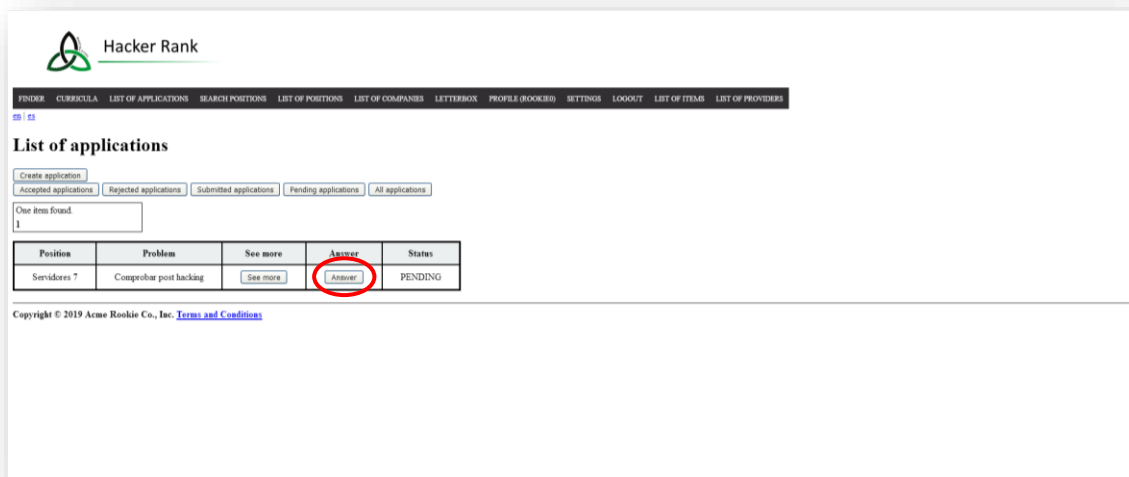 Hacker Rank
FINDER CURRICULA LIST OF APPLICATIONS SEARCH POSITIONS LIST OF POSITIONS LIST OF COMPANIES LETTERBOX PROFILE (ROOKIE0) SETTINGS LOGOUT LIST OF ITEMS LIST OF PROVIDERS
en | es
List of applications
Create application
Accepted applications Rejected applications Submitted applications Pending applications All applications
One item found.
1
Position Problem See more Answer Status
Servidores 7 Comprobar post hacking See more Answer PENDING
Copyright © 2019 Acme Rookie Co., Inc. Terms and Conditions